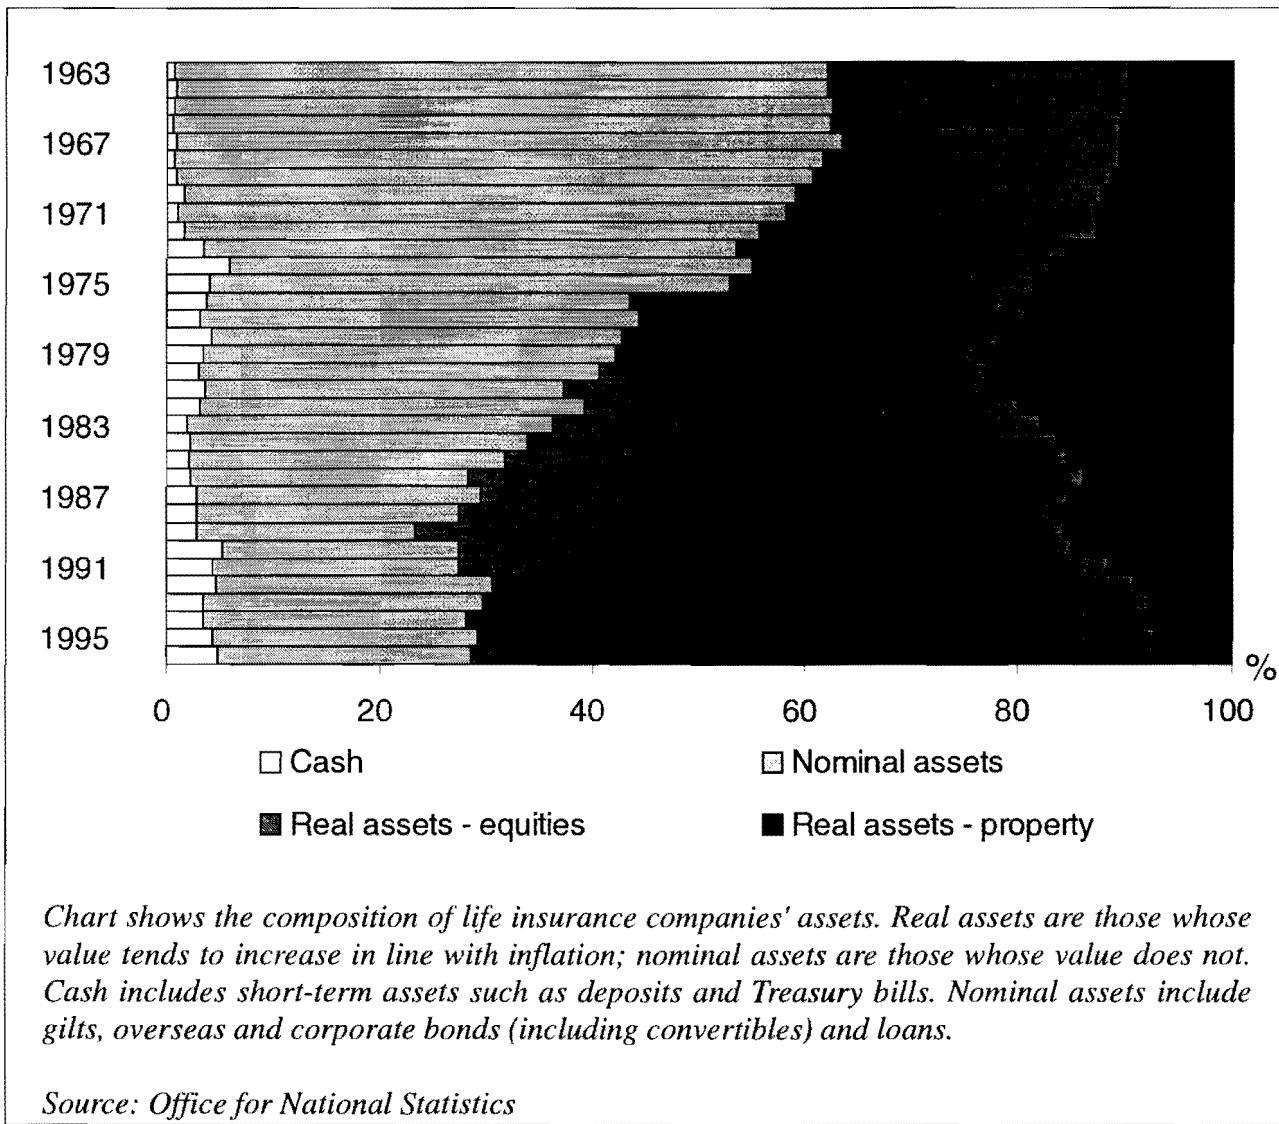 1963
1967
1971
1975
1979
1983
1987
1991
1995
%
0 20 40 60 80 100
Cash Nominal assets
Real assets - equities Real assets - property
Chart shows the composition of life insurance companies' assets. Real assets are those whose
value tends to increase in line with inflation; nominal assets are those whose value does not.
Cash includes short-term assets such as deposits and Treasury bills. Nominal assets include
gilts, overseas and corporate bonds (including convertibles) and loans.
Source: Office for National Statistics